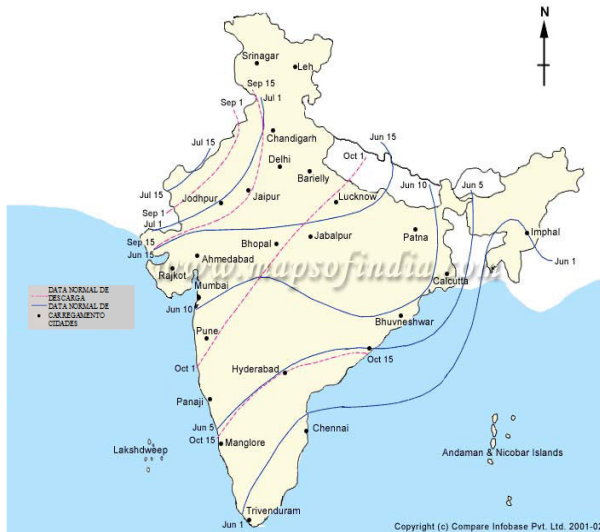 N
Srinagar
Leh
Sep 15
Jul 1
Sep 1
Chandigarh
Jul 15
Jun 15
Delhi
Oct 1
Barielly
Jun 10
Jun 5
Jul 15
Jodhpur
Jaipur
Lucknow
Sep 1
Jul 1
Imphal
Patna
Sep 15
Jun 15
Bhopal
Jabalpur
Ahmedabad
www.mapsofindia.com
Jun 1
Rajkot
Calcutta
Mumbai
DATA NORMAL DE
DESCARGA
DATA NORMAL DE
CARREGAMENTO
CIDADES
Jun 10
Bhuvneshwar
Pune
Oct 15
Oct 1
Hyderabad
Panaji
Jun 5
Oct 15
Manglore
Chennai
Lakshdweep
Andaman & Nicobar Islands
Trivenduram
Jun 1
Copyright (c) Compare Infobase Pvt. Ltd. 2001-02